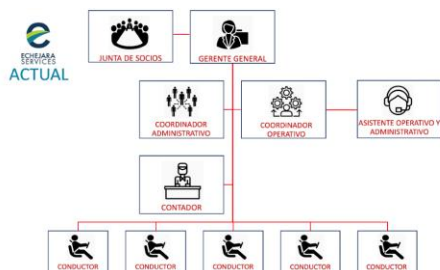 ECHEJARA
SERVICES
ACTUAL
JUNTA DE SOCIOS
GERENTE GENERAL
COORDINADOR
ADMINISTRATIVO
COORDINADOR
OPERATIVO
ASISTENTE OPERATIVO Y
ADMINISTRATIVO
CONTADOR
CONDUCTOR
CONDUCTOR
CONDUCTOR
CONDUCTOR
CONDUCTOR